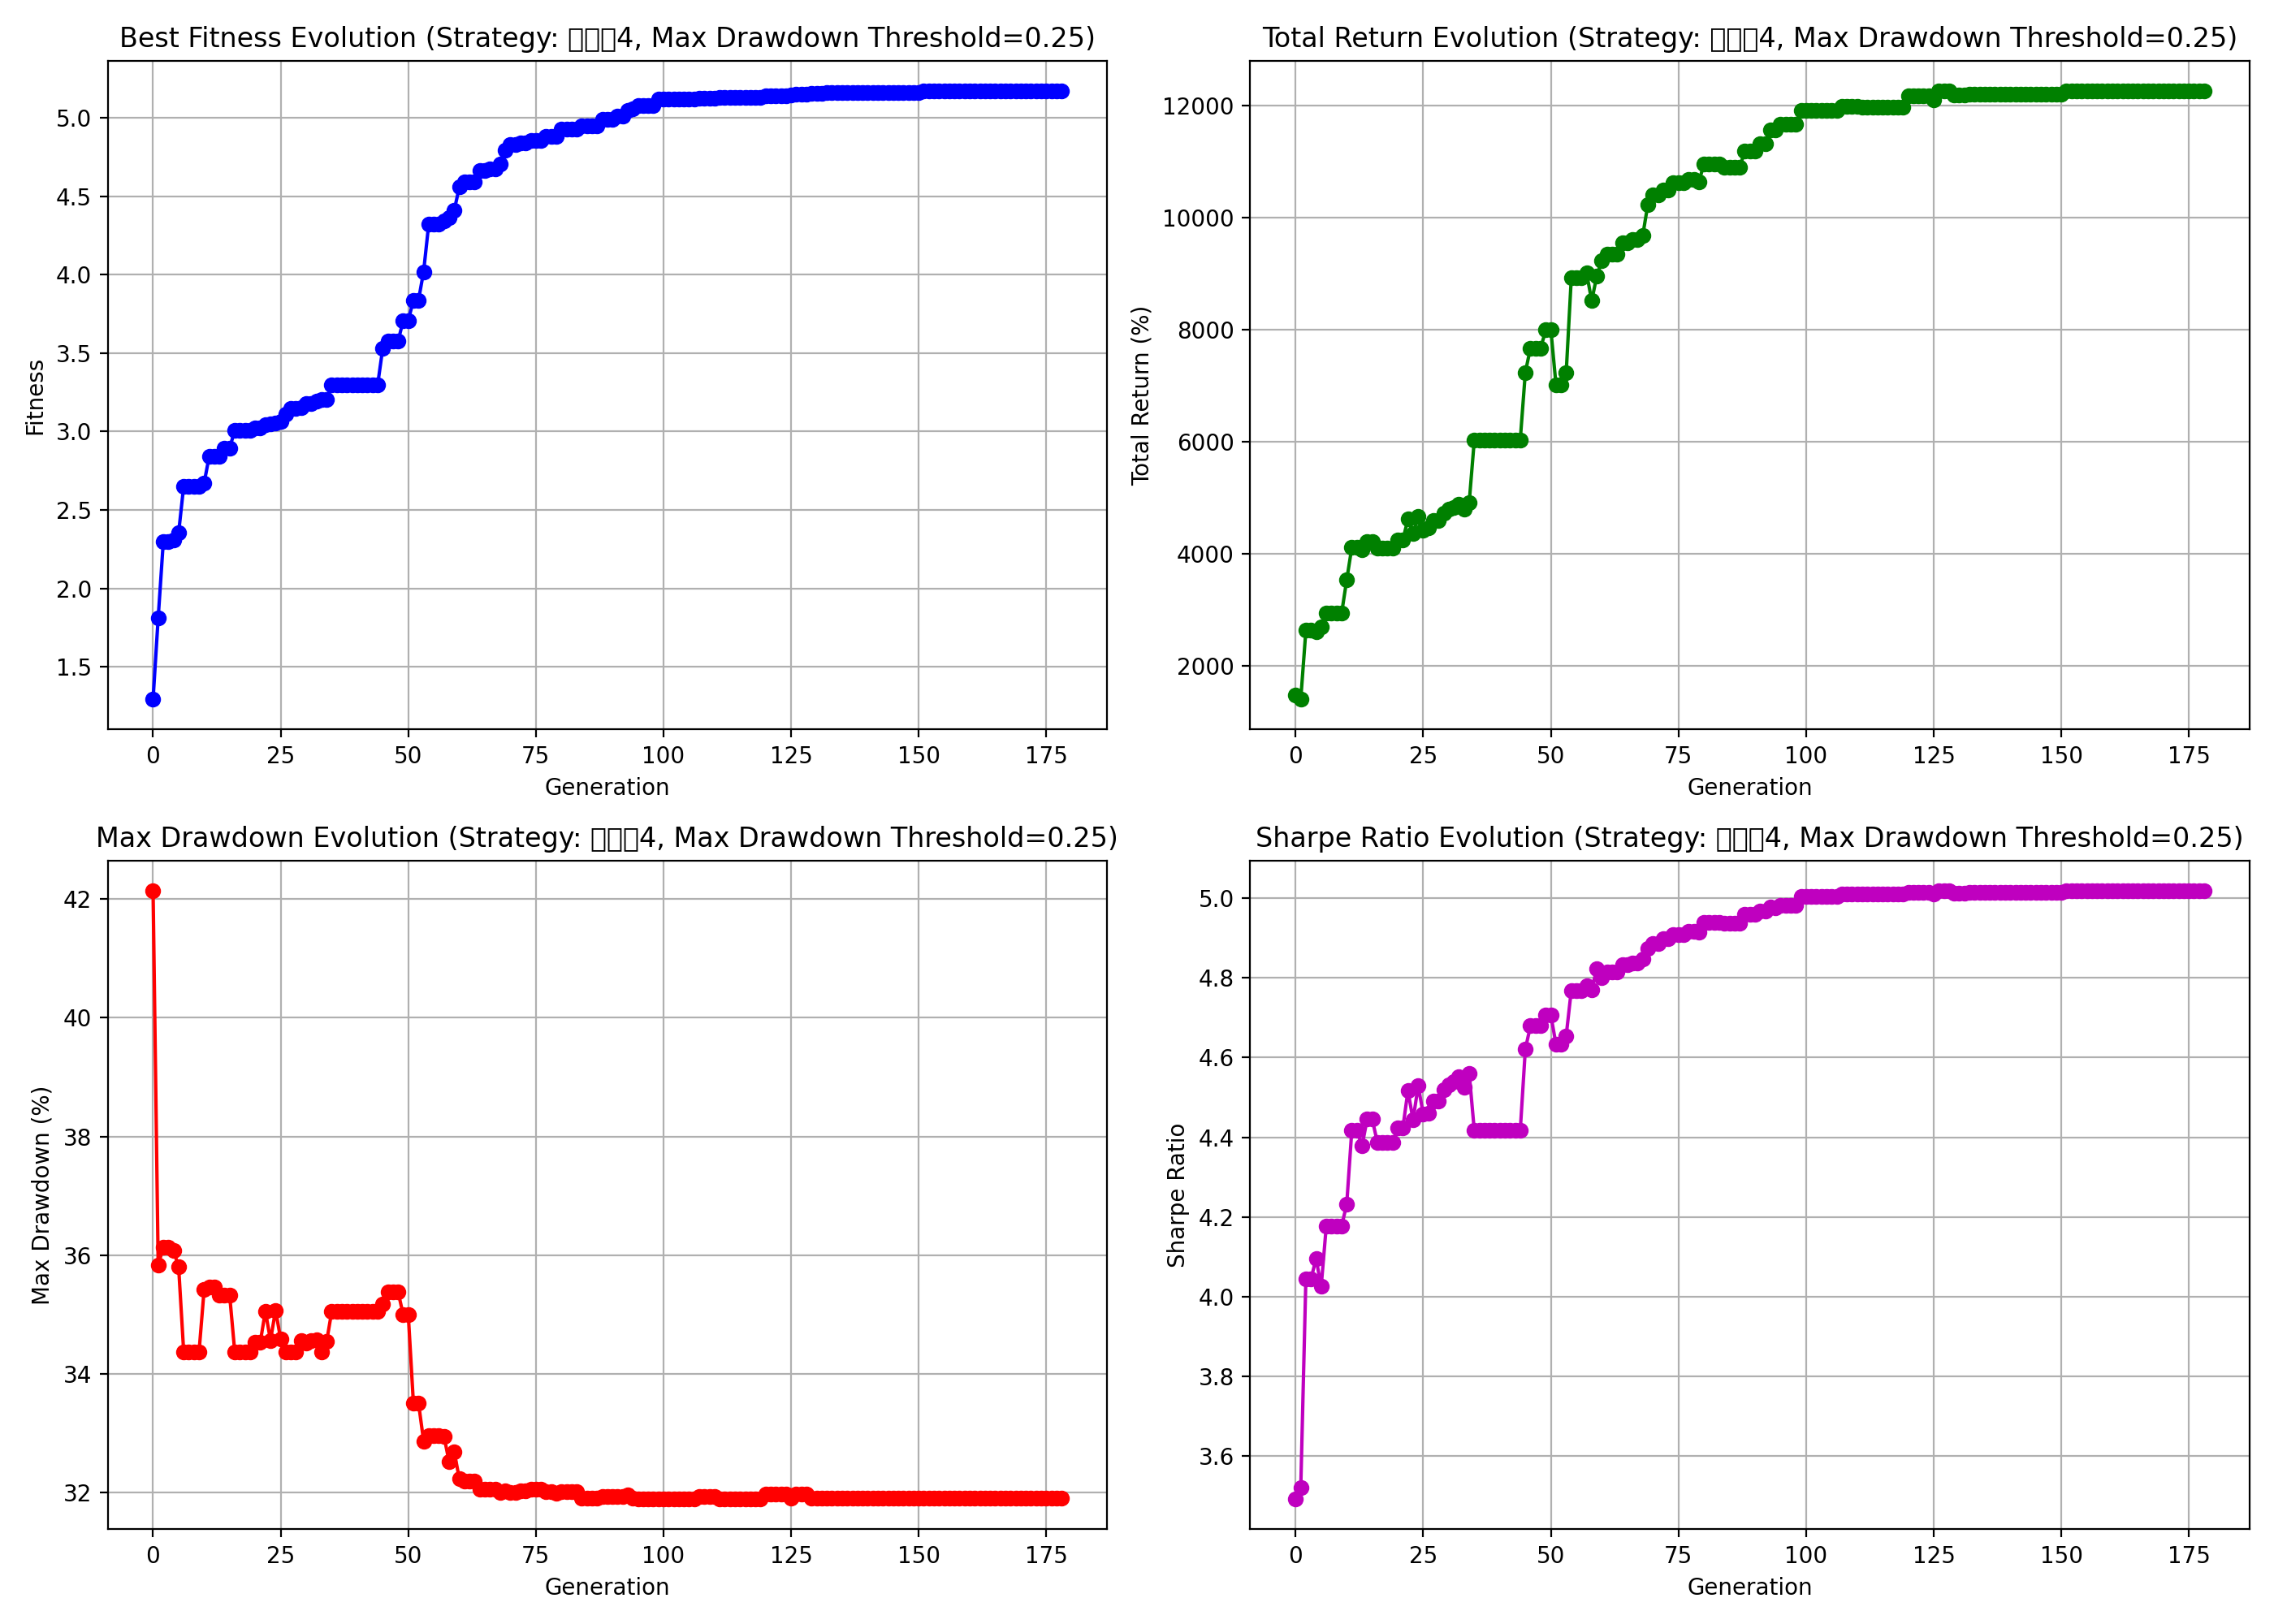 Best Fitness Evolution (Strategy: □□□4, Max Drawdown Threshold=0.25)
Fitness
5.0
4.5
4.0
3.5
3.0
2.5
2.0
1.5
0 25 50 75 100 125 150 175
Generation
Total Return Evolution (Strategy: □□□4, Max Drawdown Threshold=0.25)
Total Return (%)
12000
10000
8000
6000
4000
2000
0 25 50 75 100 125 150 175
Generation
Max Drawdown Evolution (Strategy: □□□4, Max Drawdown Threshold=0.25)
Max Drawdown (%)
42
40
38
36
34
32
0 25 50 75 100 125 150 175
Generation
Sharpe Ratio Evolution (Strategy: □□□4, Max Drawdown Threshold=0.25)
Sharpe Ratio
5.0
4.8
4.6
4.4
4.2
4.0
3.8
3.6
0 25 50 75 100 125 150 175
Generation